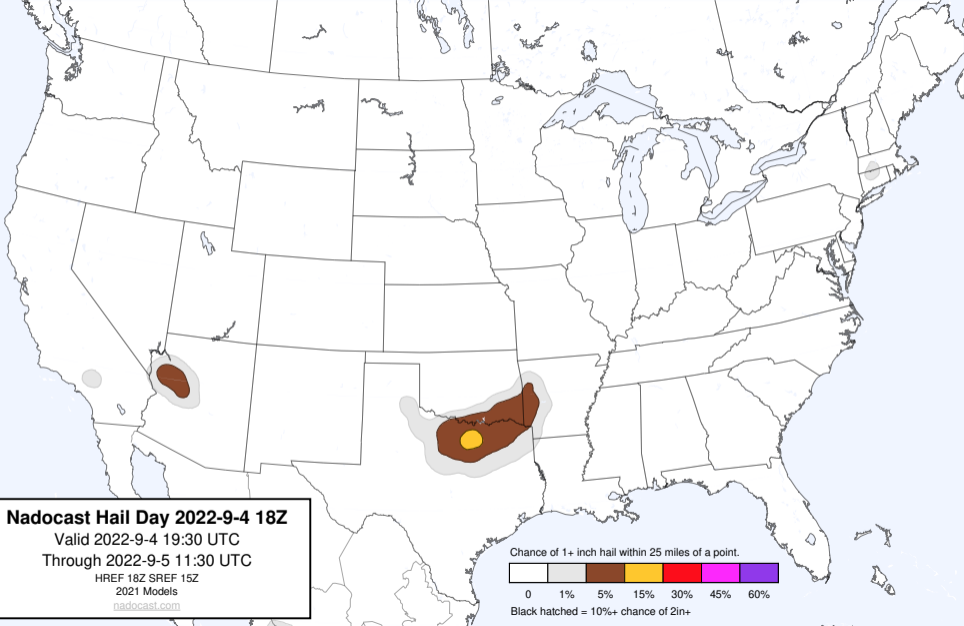 Nadocast Hail Day 2022-9-4 18Z
Valid 2022-9-4 19:30 UTC
Through 2022-9-5 11:30 UTC
HREF 18Z SREF 15Z
2021 Models
nadocast.com
Chance of 1+ inch hail within 25 miles of a point.
0 1% 5% 15% 30% 45% 60%
Black hatched = 10%+ chance of 2in+